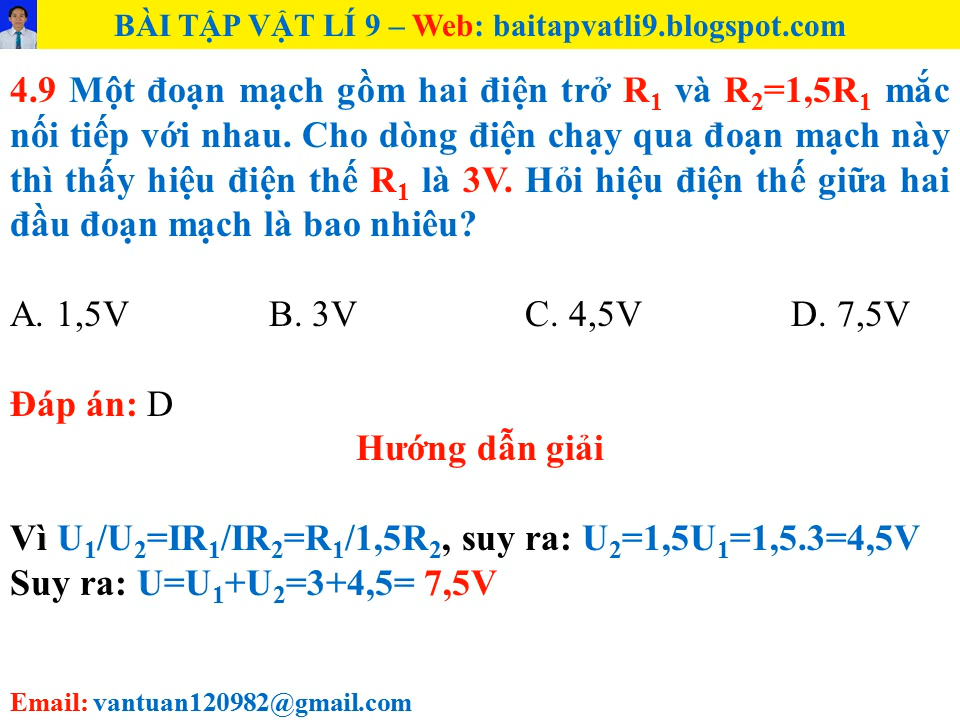 BÀI TẬP VẬT LÍ 9 – Web: baitapvatli9.blogspot.com
4.9 Một đoạn mạch gồm hai điện trở R₁ và R₂=1,5R₁ mắc
nối tiếp với nhau. Cho dòng điện chạy qua đoạn mạch này
thì thấy hiệu điện thế R₁ là 3V. Hỏi hiệu điện thế giữa hai
đầu đoạn mạch là bao nhiêu?
A. 1,5V B. 3V C. 4,5V D. 7,5V
Đáp án: D
Hướng dẫn giải
Vì U₁/U₂=IR₁/IR₂=R₁/1,5R₂, suy ra: U₂=1,5U₁=1,5.3=4,5V
Suy ra: U=U₁+U₂=3+4,5= 7,5V
Email: vantuan120982@gmail.com